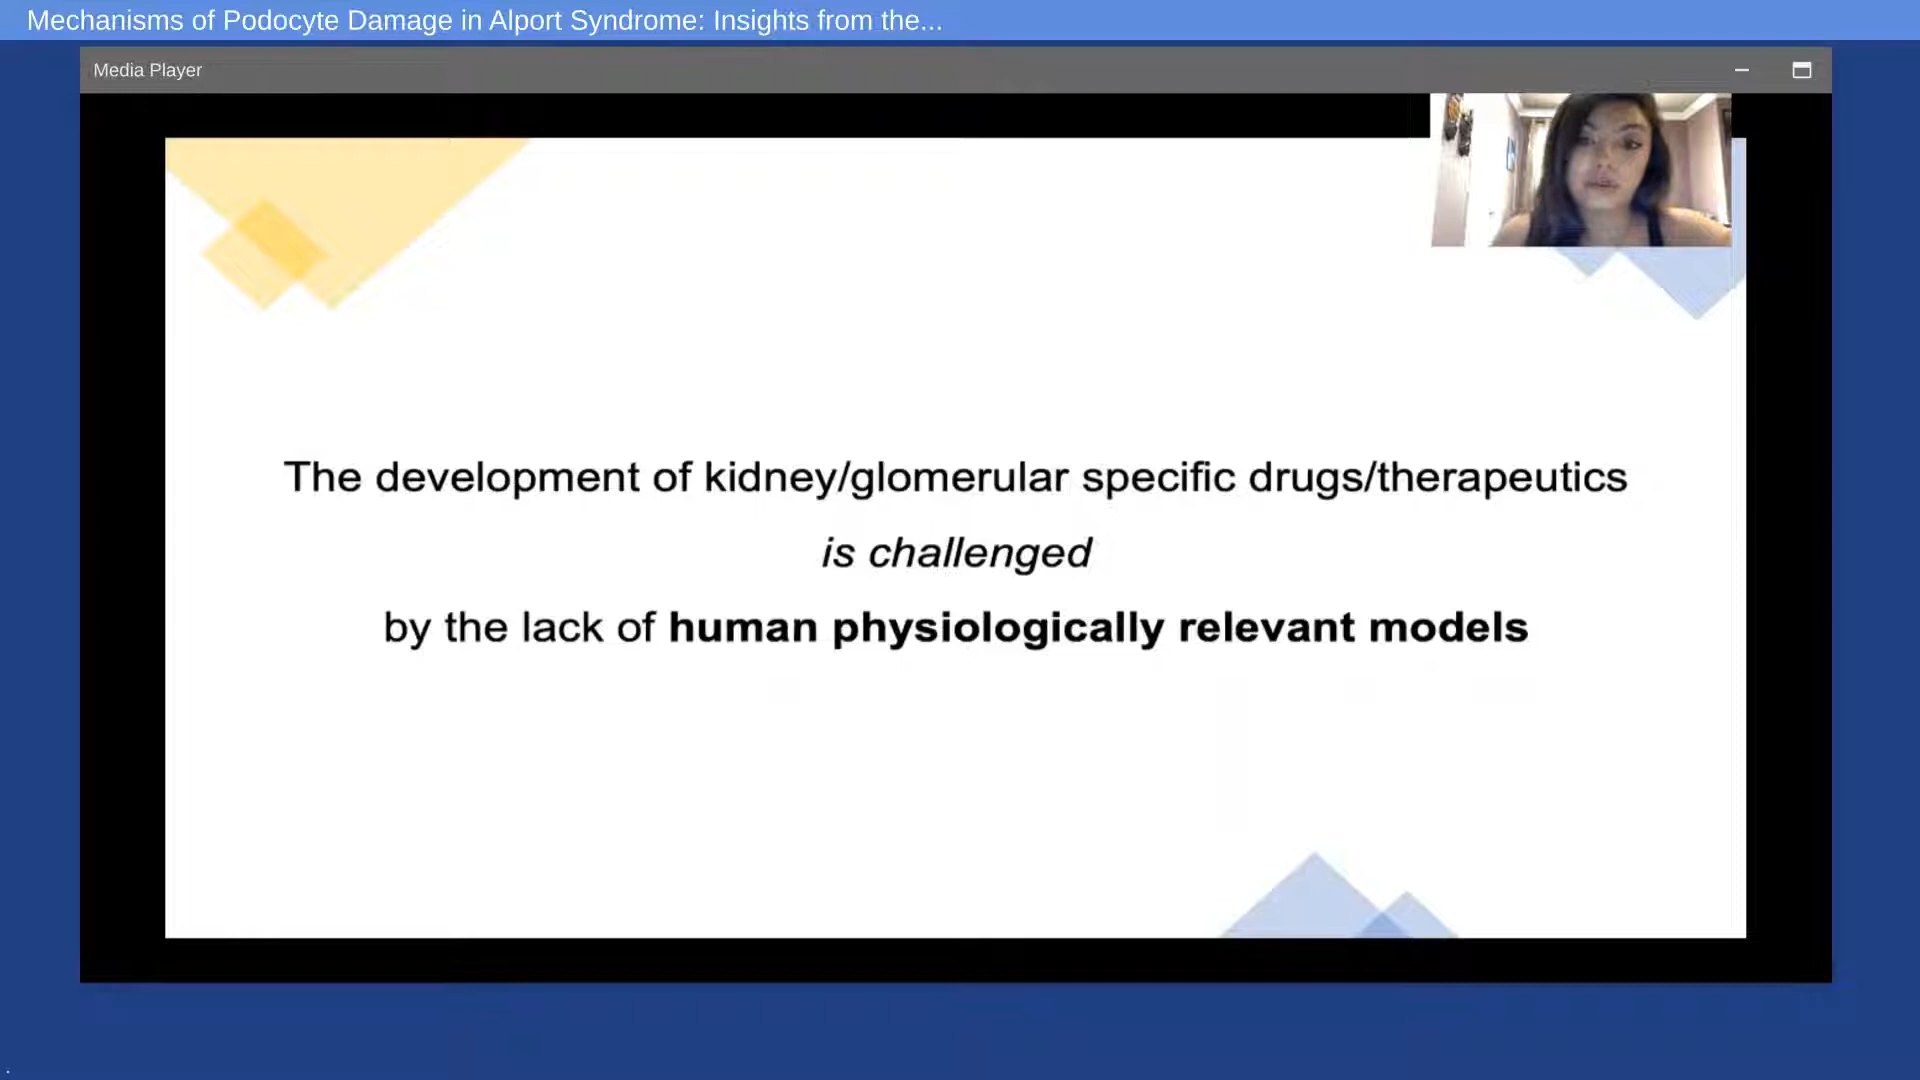 Mechanisms of Podocyte Damage in Alport Syndrome: Insights from the...
Media Player
The development of kidney/glomerular specific drugs/therapeutics
is challenged
by the lack of human physiologically relevant models